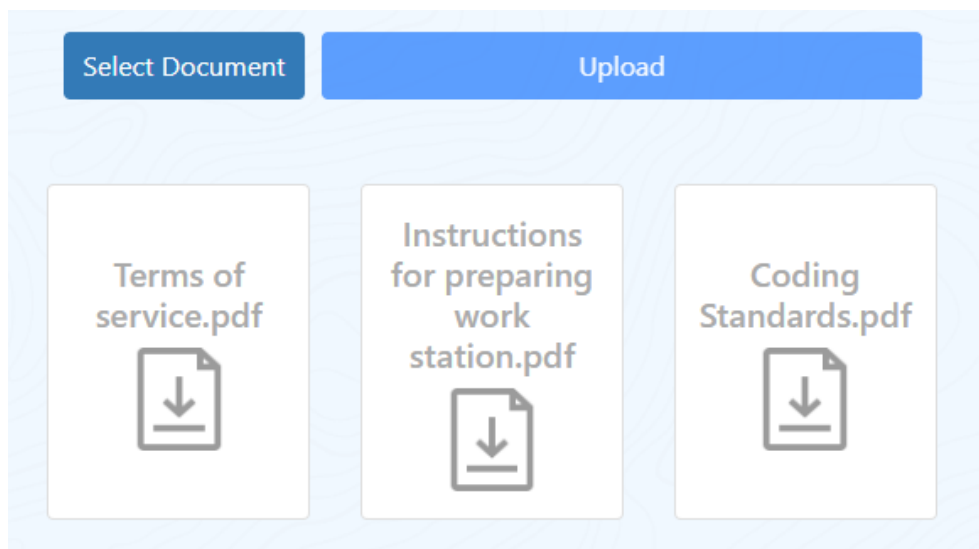 Select Document
Upload
Terms of
service.pdf
Instructions
for preparing
work
station.pdf
Coding
Standards.pdf